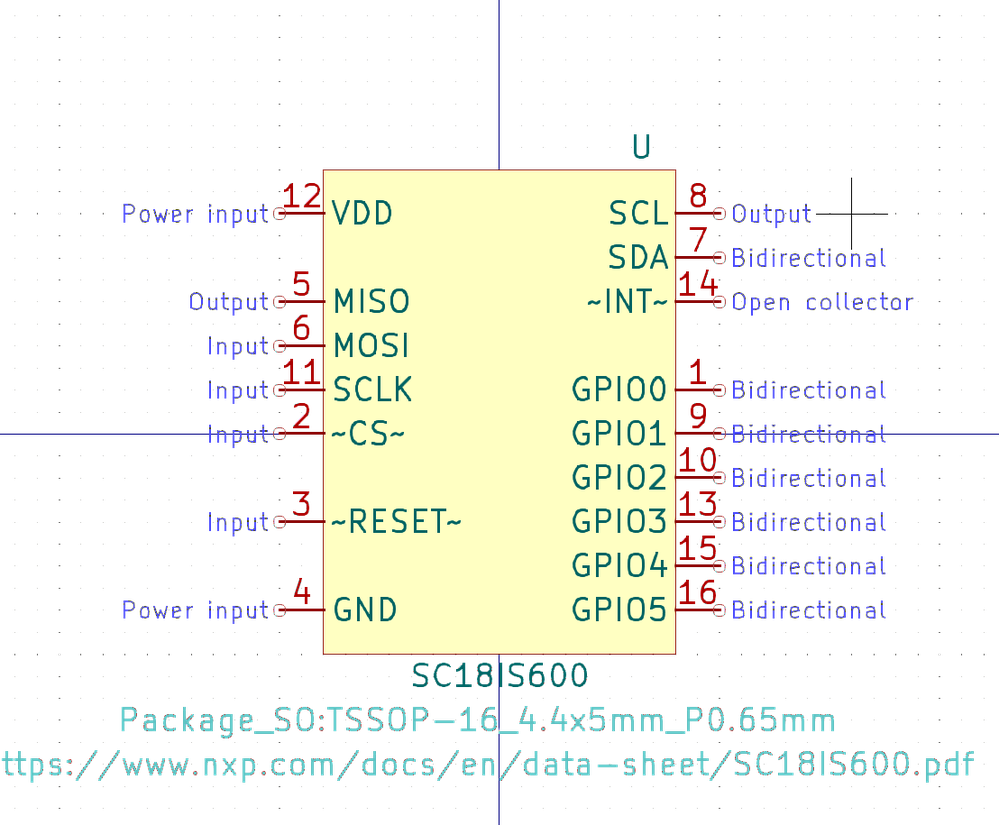 U
Power input 12 VDD SCL 8 Output
SDA 7 Bidirectional
Output 5 MISO ~INT~ 14 Open collector
Input 6 MOSI
Input 11 SCLK GPIO0 1 Bidirectional
Input 2 ~CS~ GPIO1 9 Bidirectional
GPIO2 10 Bidirectional
Input 3 ~RESET~ GPIO3 13 Bidirectional
GPIO4 15 Bidirectional
Power input 4 GND GPIO5 16 Bidirectional
SC18IS600
Package_SO:TSSOP-16_4.4x5mm_P0.65mm
ttps://www.nxp.com/docs/en/data-sheet/SC18IS600.pdf